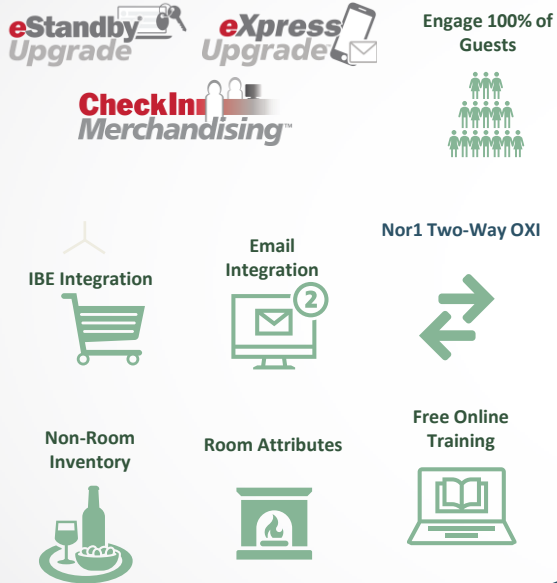 eStandby®
Upgrade
eXpress
Upgrade
Engage 100% of
Guests
CheckIn
Merchandising™
IBE Integration
Email
Integration
2
Nor1 Two-Way OXI
Non-Room
Inventory
Room Attributes
Free Online
Training